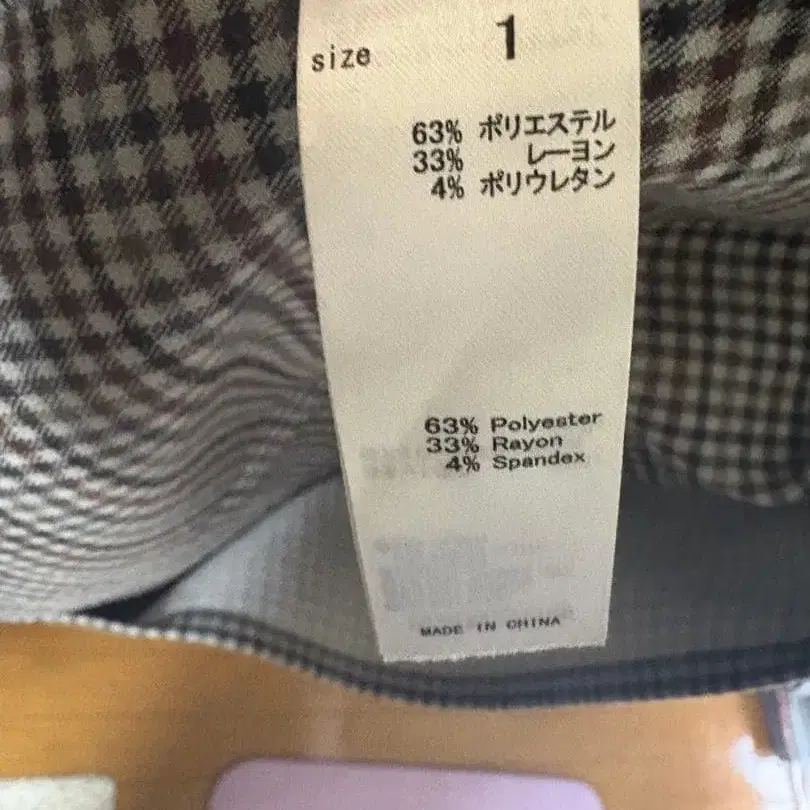 size 1
63% ポリエステル
33% レーヨン
4% ポリウレタン
63% Polyester
33% Rayon
4% Spandex
MADE IN CHINA